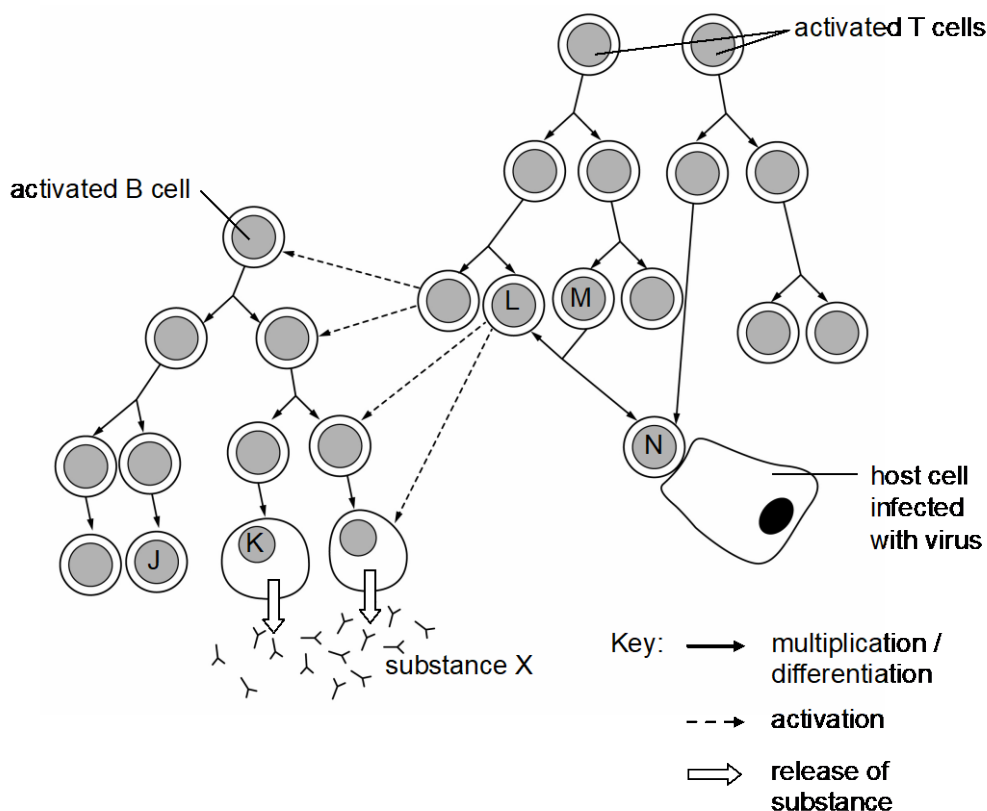 activated T cells
activated B cell
L
M
N
host cell
infected
with virus
K
J
substance X
Key:
multiplication /
differentiation
activation
release of
substance